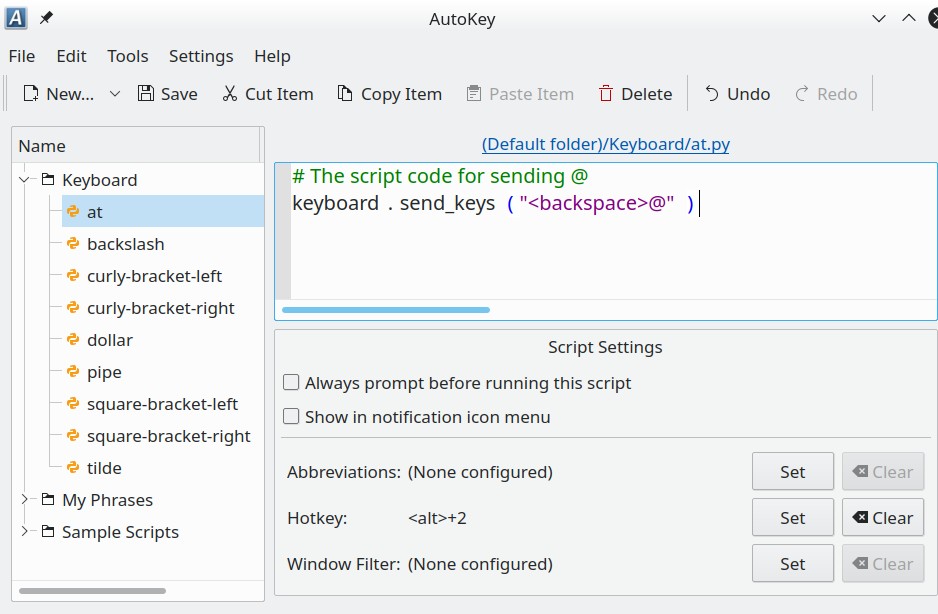 AutoKey
File Edit Tools Settings Help
New... Save Cut Item Copy Item Paste Item Delete Undo Redo
Name
Keyboard
at
backslash
curly-bracket-left
curly-bracket-right
dollar
pipe
square-bracket-left
square-bracket-right
tilde
My Phrases
Sample Scripts
(Default folder)/Keyboard/at.py
# The script code for sending @
keyboard . send_keys ("<backspace>@" )
Script Settings
Always prompt before running this script
Show in notification icon menu
Abbreviations: (None configured) Set Clear
Hotkey: <alt>+2 Set Clear
Window Filter: (None configured) Set Clear